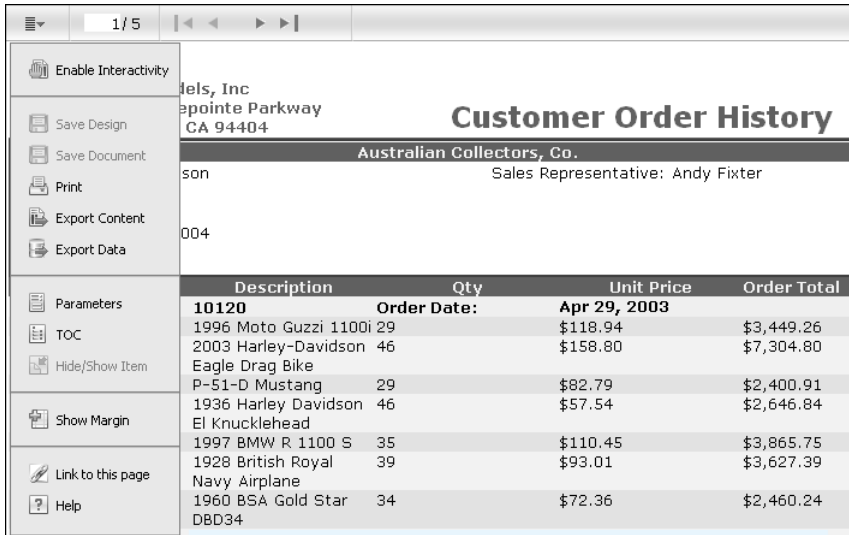 1/ 5
Enable Interactivity
Save Design
Save Document
Print
Export Content
Export Data
Parameters
TOC
Hide/Show Item
Show Margin
Link to this page
Help
dels, Inc
epointe Parkway
CA 94404
Customer Order History
Australian Collectors, Co.
son Sales Representative: Andy Fixter
004
Description Qty Unit Price Order Total
10120 Order Date: Apr 29, 2003
1996 Moto Guzzi 1100i 29 $118.94 $3,449.26
2003 Harley-Davidson 46 $158.80 $7,304.80
Eagle Drag Bike
P-51-D Mustang 29 $82.79 $2,400.91
1936 Harley Davidson 46 $57.54 $2,646.84
El Knucklehead
1997 BMW R 1100 S 35 $110.45 $3,865.75
1928 British Royal 39 $93.01 $3,627.39
Navy Airplane
1960 BSA Gold Star 34 $72.36 $2,460.24
DBD34